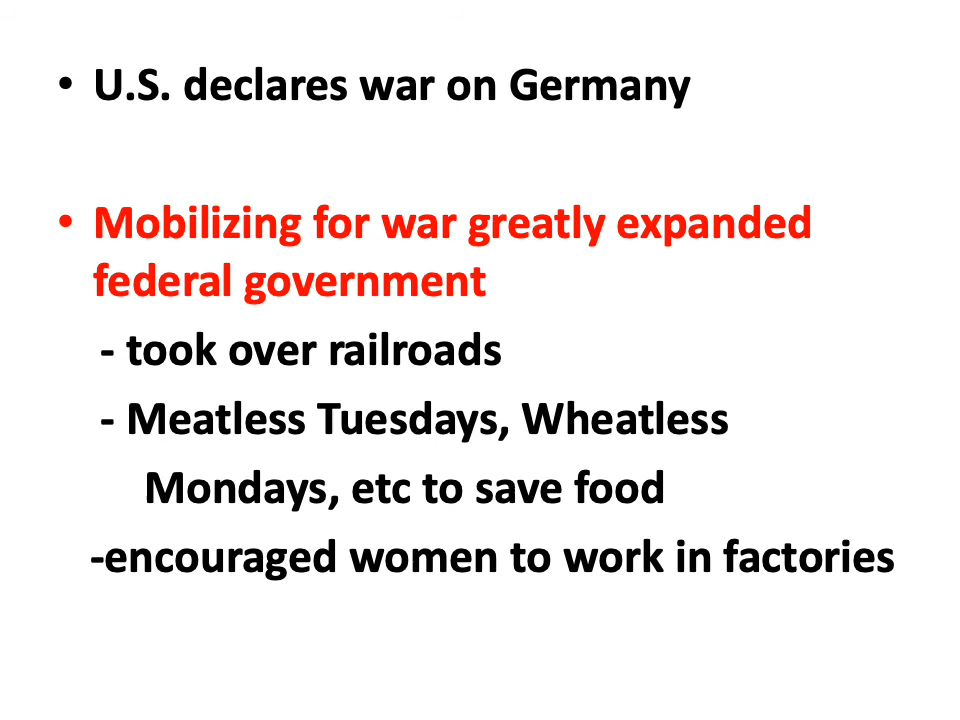 • U.S. declares war on Germany
• Mobilizing for war greatly expanded
federal government
- took over railroads
- Meatless Tuesdays, Wheatless
Mondays, etc to save food
-encouraged women to work in factories